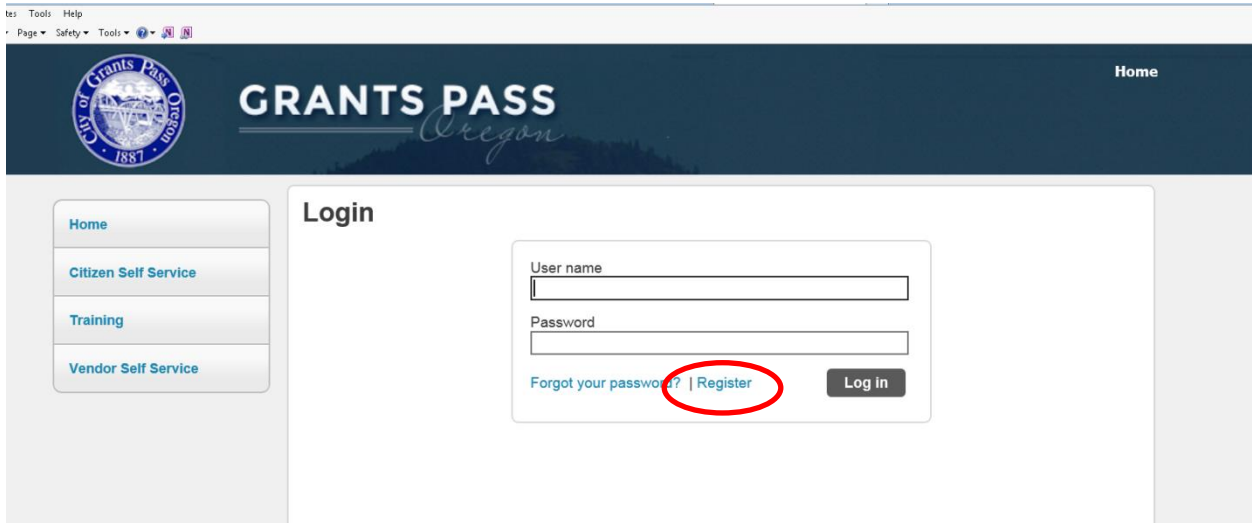 tes Tools Help
Page Safety Tools
City of Grants Pass Oregon
1887
GRANTS PASS
Oregon
Home
Home
Citizen Self Service
Training
Vendor Self Service
Login
User name
Password
Forgot your password? | Register
Log in